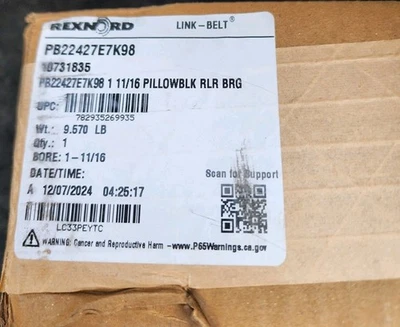 REXNORD LINK-BELT®
PB22427E7K98
10731835
PB22427E7K98 1 11/16 PILLOWBLK RLR BRG
UPC:
782935269935
Wt.: 9.570 LB
Qty.: 1
BORE: 1-11/16
DATE/TIME: Scan for Support
A 12/07/2024 04:25:17
LC33PEYTC
WARNING: Cancer and Reproductive Harm -www.P65Warnings.ca.gov